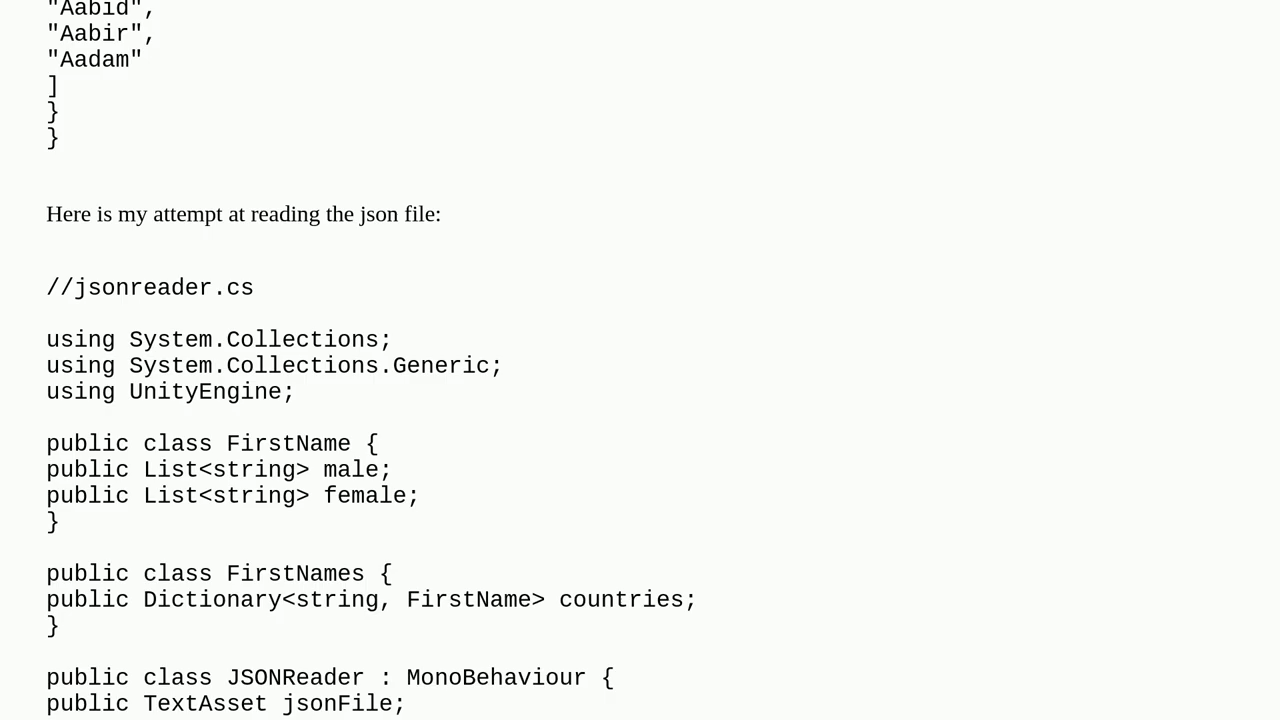 "Aabid",
"Aabir",
"Aadam"
]
}
}
Here is my attempt at reading the json file:
//jsonreader.cs
using System.Collections;
using System.Collections.Generic;
using UnityEngine;
public class FirstName {
public List<string> male;
public List<string> female;
}
public class FirstNames {
public Dictionary<string, FirstName> countries;
}
public class JSONReader : MonoBehaviour {
public TextAsset jsonFile;